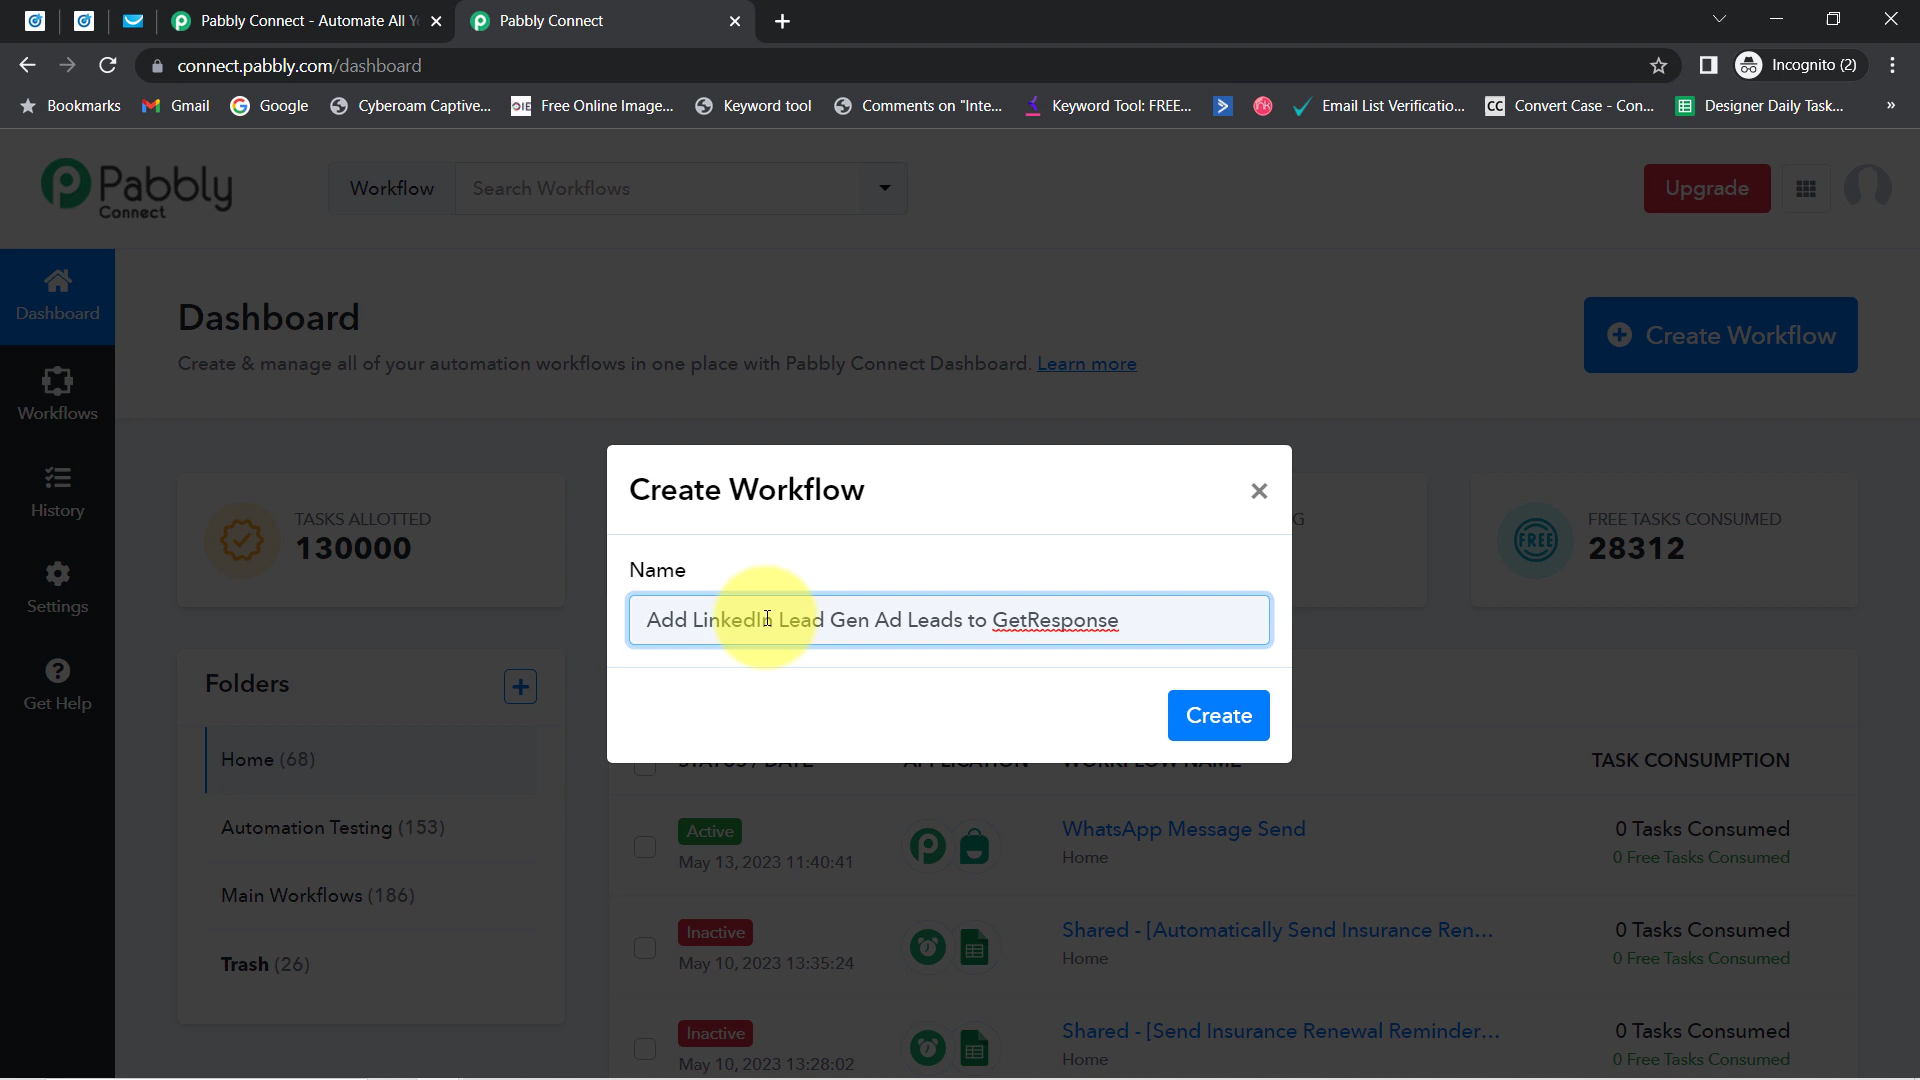 Pabbly Connect - Automate All Y
Pabbly Connect
connect.pabbly.com/dashboard
Incognito (2)
Bookmarks
Gmail
Google
Cyberoam Captive...
OIE
Free Online Image...
Keyword tool
Comments on "Inte...
Keyword Tool: FREE...
Email List Verificatio...
CC
Convert Case - Con...
Designer Daily Task...
»
Pabbly
Connect
Workflow
Search Workflows
Upgrade
Dashboard
Workflows
History
Settings
Get Help
Dashboard
Create & manage all of your automation workflows in one place with Pabbly Connect Dashboard. Learn more
Create Workflow
TASKS ALLOTTED
130000
G
FREE
FREE TASKS CONSUMED
28312
Create Workflow
Name
Add LinkedIn Lead Gen Ad Leads to GetResponse
Create
Folders
Home (68)
Automation Testing (153)
Main Workflows (186)
Trash (26)
STATUS / DATE
APPLICATION
WORKFLOW NAME
TASK CONSUMPTION
Active
May 13, 2023 11:40:41
WhatsApp Message Send
Home
0 Tasks Consumed
0 Free Tasks Consumed
Inactive
May 10, 2023 13:35:24
Shared - [Automatically Send Insurance Ren...
Home
0 Tasks Consumed
0 Free Tasks Consumed
Inactive
May 10, 2023 13:28:02
Shared - [Send Insurance Renewal Reminder...
Home
0 Tasks Consumed
0 Free Tasks Consumed